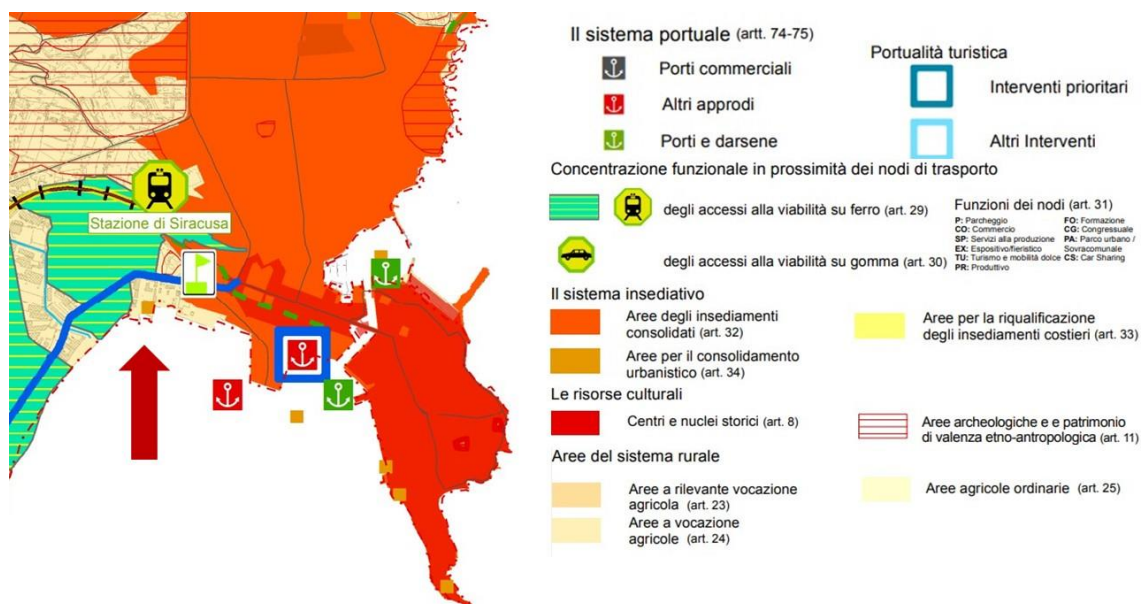 Stazione di Siracusa
Il sistema portuale (artt. 74-75)
Porti commerciali
Altri approdi
Porti e darsene
Portualità turistica
Interventi prioritari
Altri Interventi
Concentrazione funzionale in prossimità dei nodi di trasporto
degli accessi alla viabilità su ferro (art. 29)
degli accessi alla viabilità su gomma (art. 30)
Funzioni dei nodi (art. 31)
P: Parcheggio
CO: Commercio
SP: Servizi alla produzione
EX: Espositivo/fieristico
TU: Turismo e mobilità dolce
PR: Produttivo
FO: Formazione
CG: Congressuale
PA: Parco urbano /
Sovracomunale
CS: Car Sharing
Il sistema insediativo
Aree degli insediamenti
consolidati (art. 32)
Aree per il consolidamento
urbanistico (art. 34)
Aree per la riqualificazione
degli insediamenti costieri (art. 33)
Le risorse culturali
Centri e nuclei storici (art. 8)
Aree archeologiche e e patrimonio
di valenza etno-antropologica (art. 11)
Aree del sistema rurale
Aree a rilevante vocazione
agricola (art. 23)
Aree a vocazione
agricole (art. 24)
Aree agricole ordinarie (art. 25)